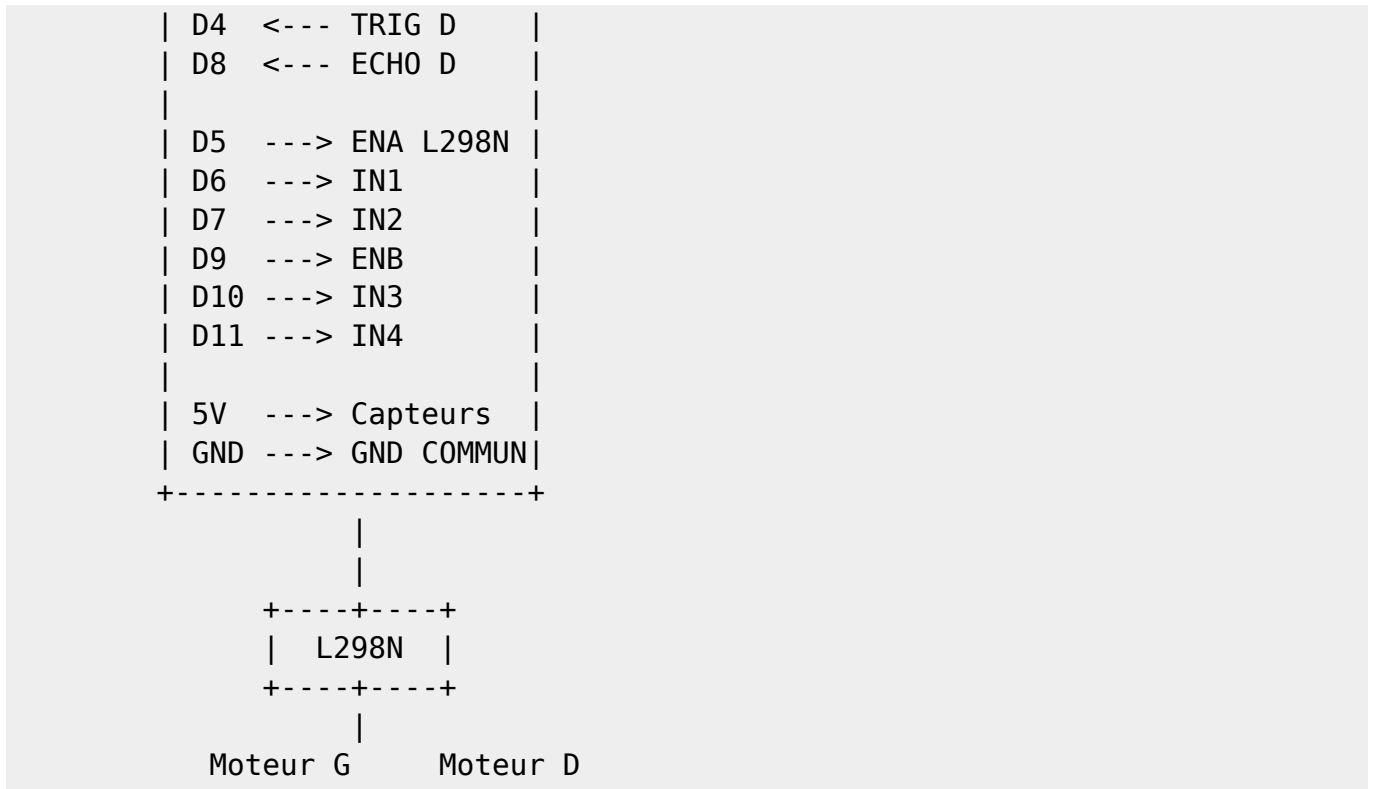 | D4  <--- TRIG D     |
| D8  <--- ECHO D     |
|                     |
| D5  ---> ENA L298N |
| D6  ---> IN1        |
| D7  ---> IN2        |
| D9  ---> ENB        |
| D10 ---> IN3        |
| D11 ---> IN4        |
|                     |
| 5V  ---> Capteurs  |
| GND ---> GND COMMUN|
+--------------------+
|
|
+----+----+
|  L298N  |
+----+----+
|
Moteur G     Moteur D